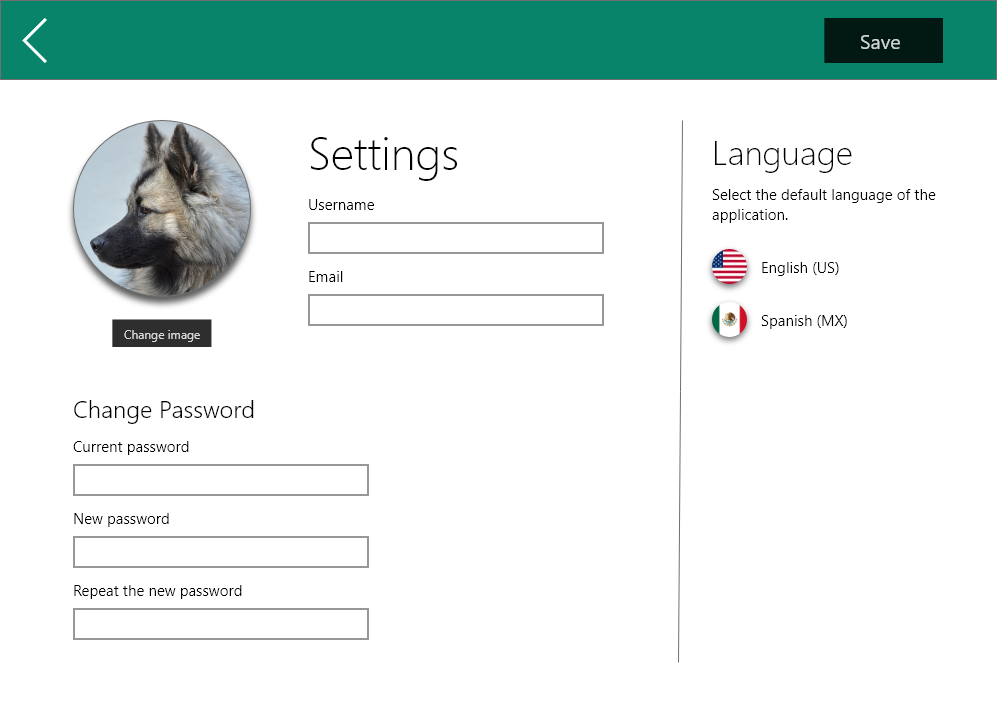 Save
Settings
Username
Email
Change image
Change Password
Current password
New password
Repeat the new password
Language
Select the default language of the
application.
English (US)
Spanish (MX)